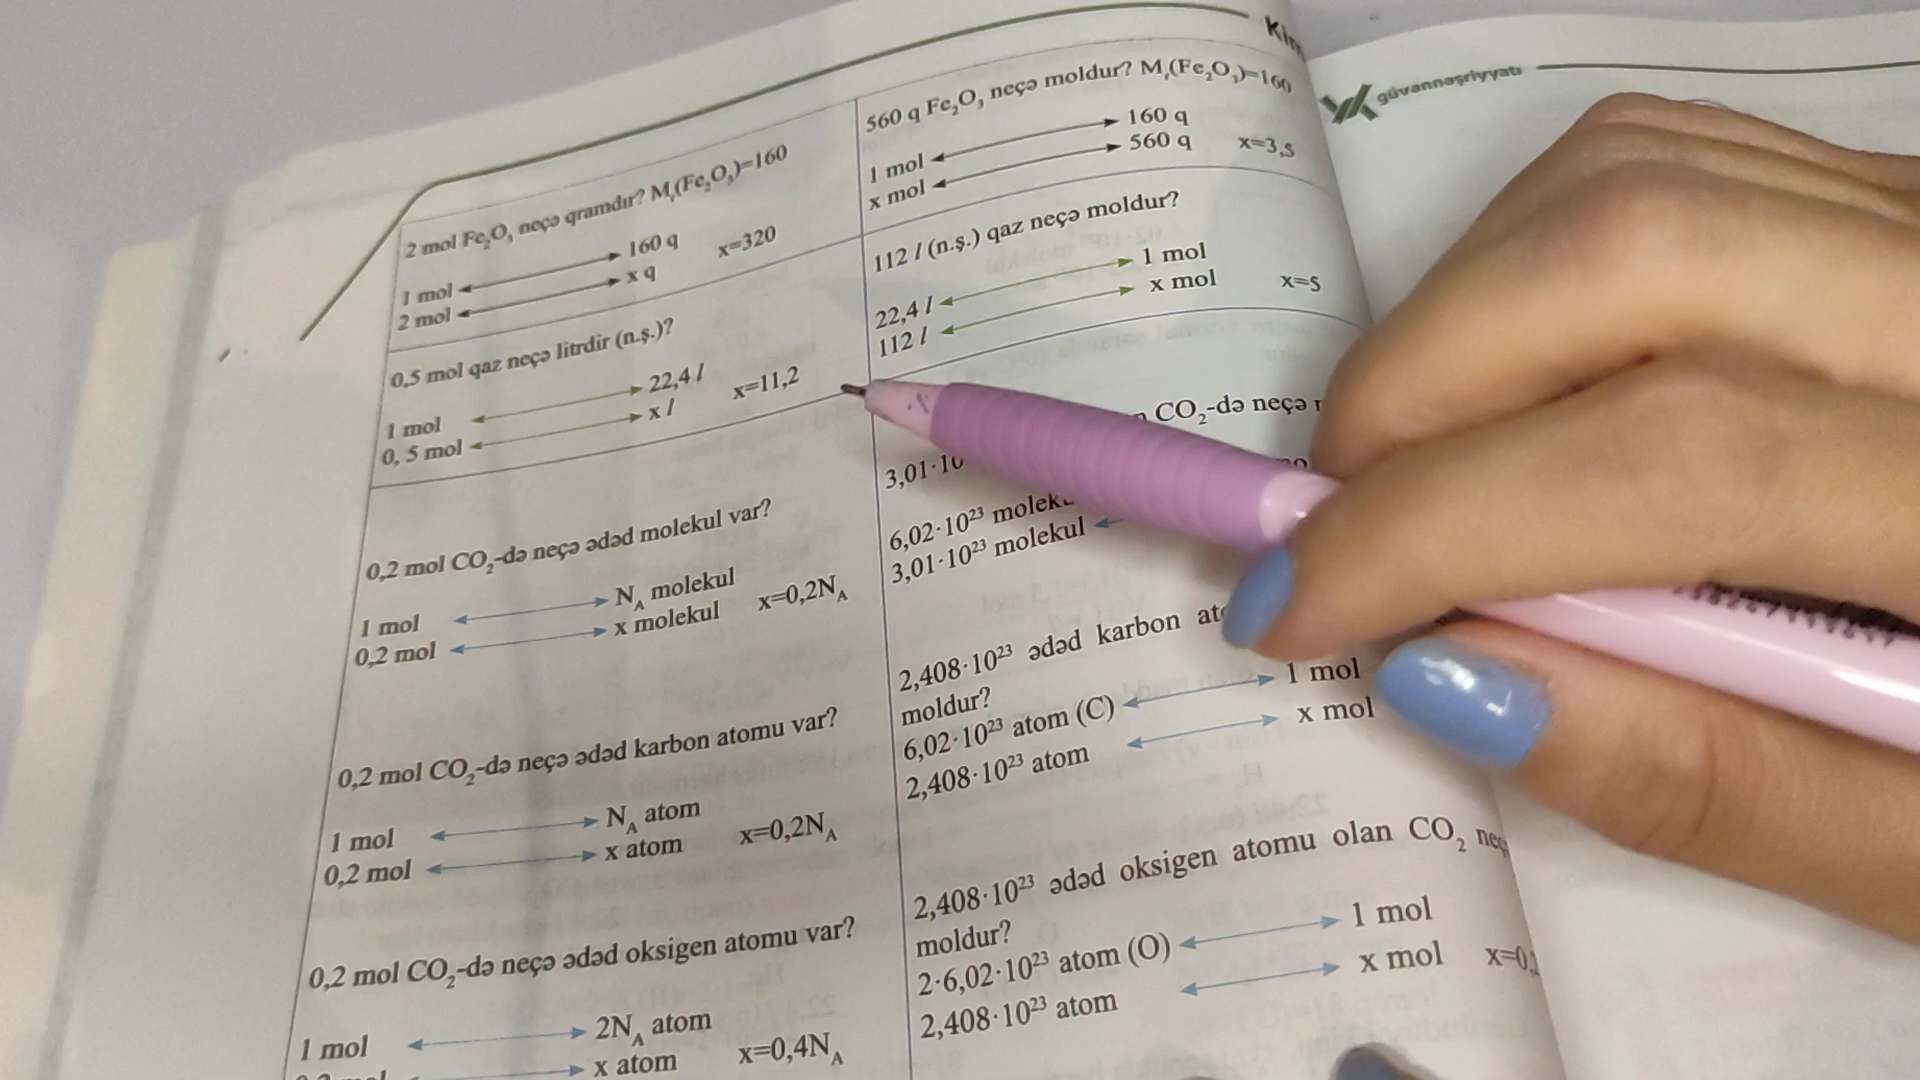 güvənnəşriyyatı
2 mol Fe₂O₃ neçə qramdır? Mᵣ(Fe₂O₃)=160
1 mol 160 q
2 mol x q x=320
0,5 mol qaz neçə litrdir (n.ş.)?
1 mol 22,4 l
0, 5 mol x l x=11,2
0,2 mol CO₂-də neçə ədəd molekul var?
1 mol N_A molekul
0,2 mol x molekul x=0,2N_A
0,2 mol CO₂-də neçə ədəd karbon atomu var?
1 mol N_A atom
0,2 mol x atom x=0,2N_A
0,2 mol CO₂-də neçə ədəd oksigen atomu var?
1 mol 2N_A atom
x atom x=0,4N_A
560 q Fe₂O₃ neçə moldur? Mᵣ(Fe₂O₃)=160
1 mol 160 q
x mol 560 q x=3,5
112 l (n.ş.) qaz neçə moldur?
22,4 l 1 mol
112 l x mol x=5
CO₂-də neçə
3,01·10
6,02·10²³
3,01·10²³ molekul
2,408·10²³ ədəd karbon
moldur?
6,02·10²³ atom (C) 1 mol
2,408·10²³ atom x mol
2,408·10²³ ədəd oksigen atomu olan CO₂
moldur?
2·6,02·10²³ atom (O) 1 mol
2,408·10²³ atom x mol x=0,